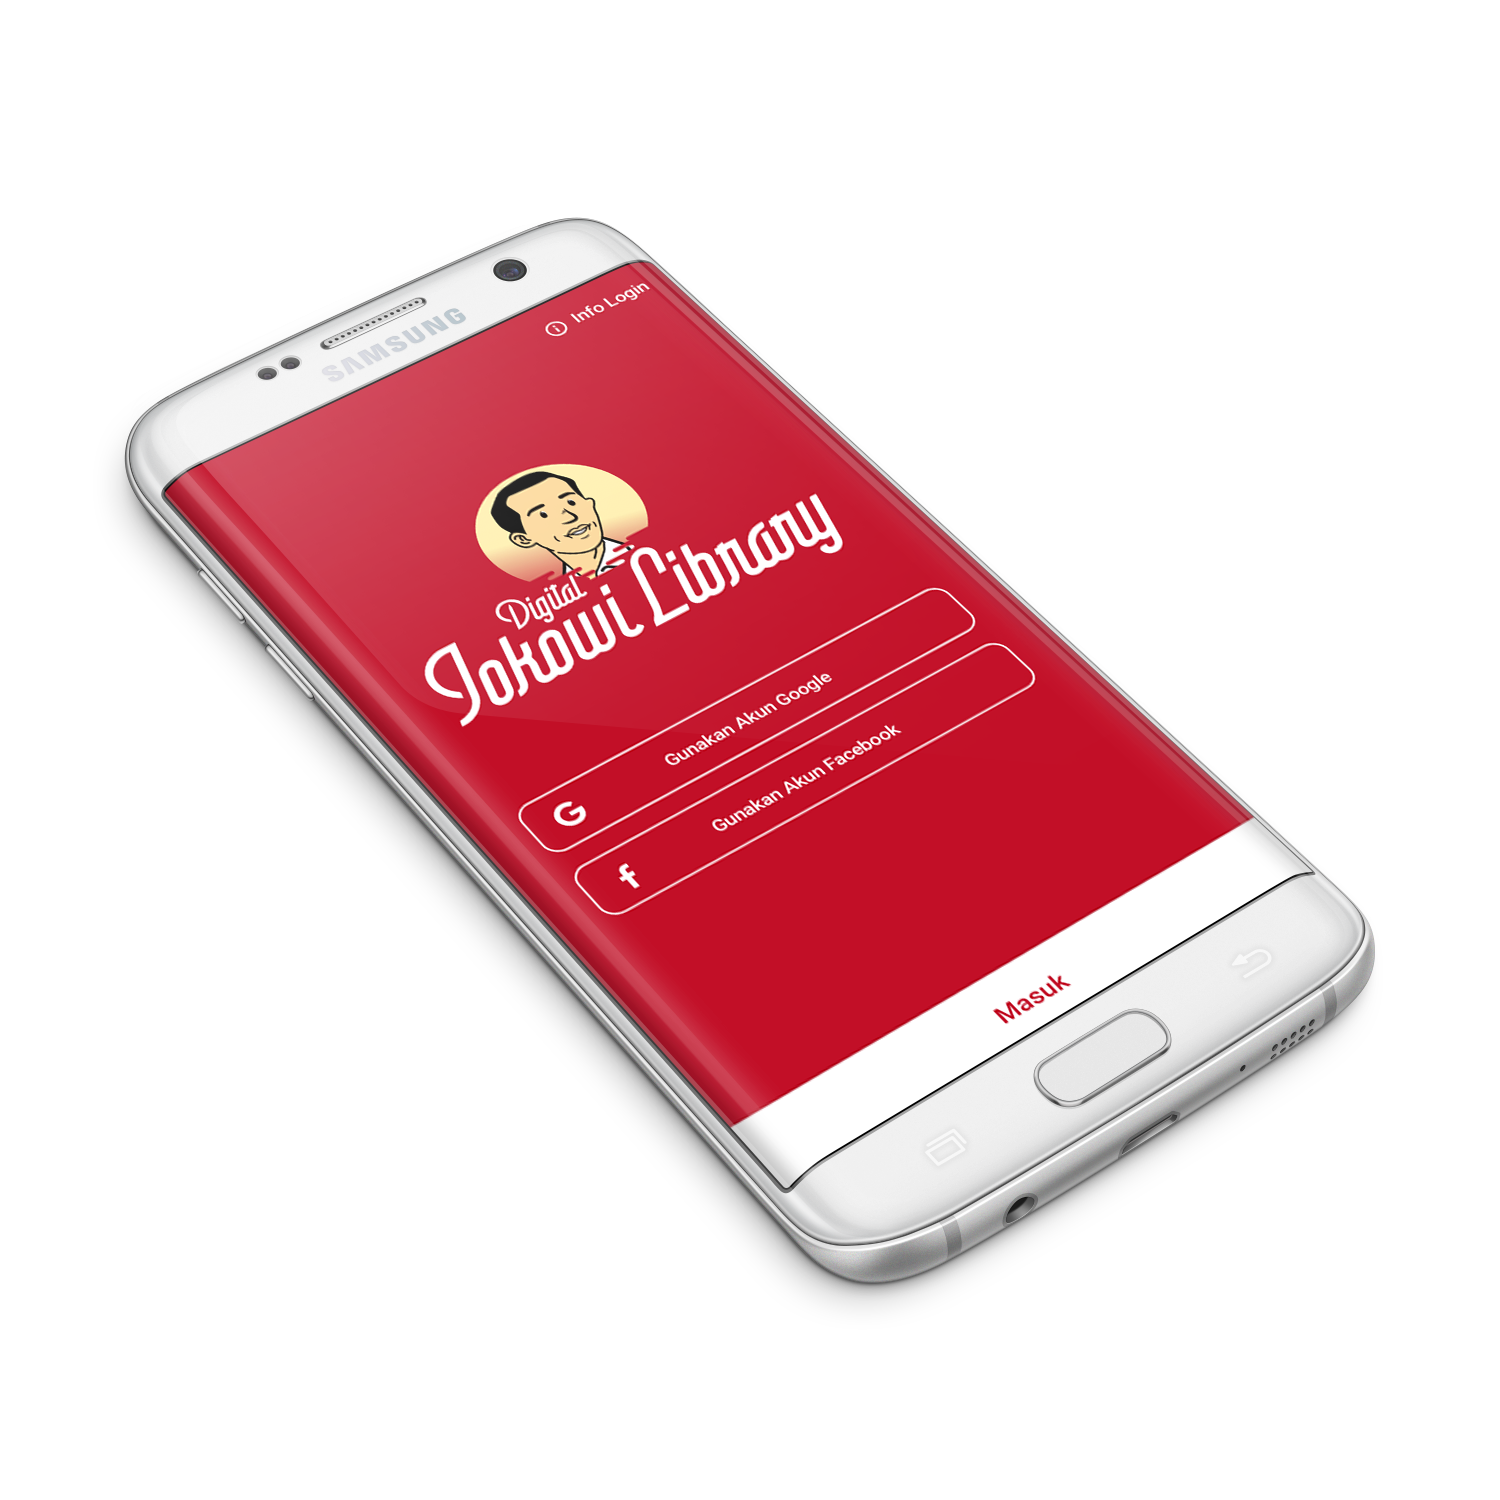 SAMSUNG
Info Login
Digital
Jokowi Library
Gunakan Akun Google
Gunakan Akun Facebook
Masuk